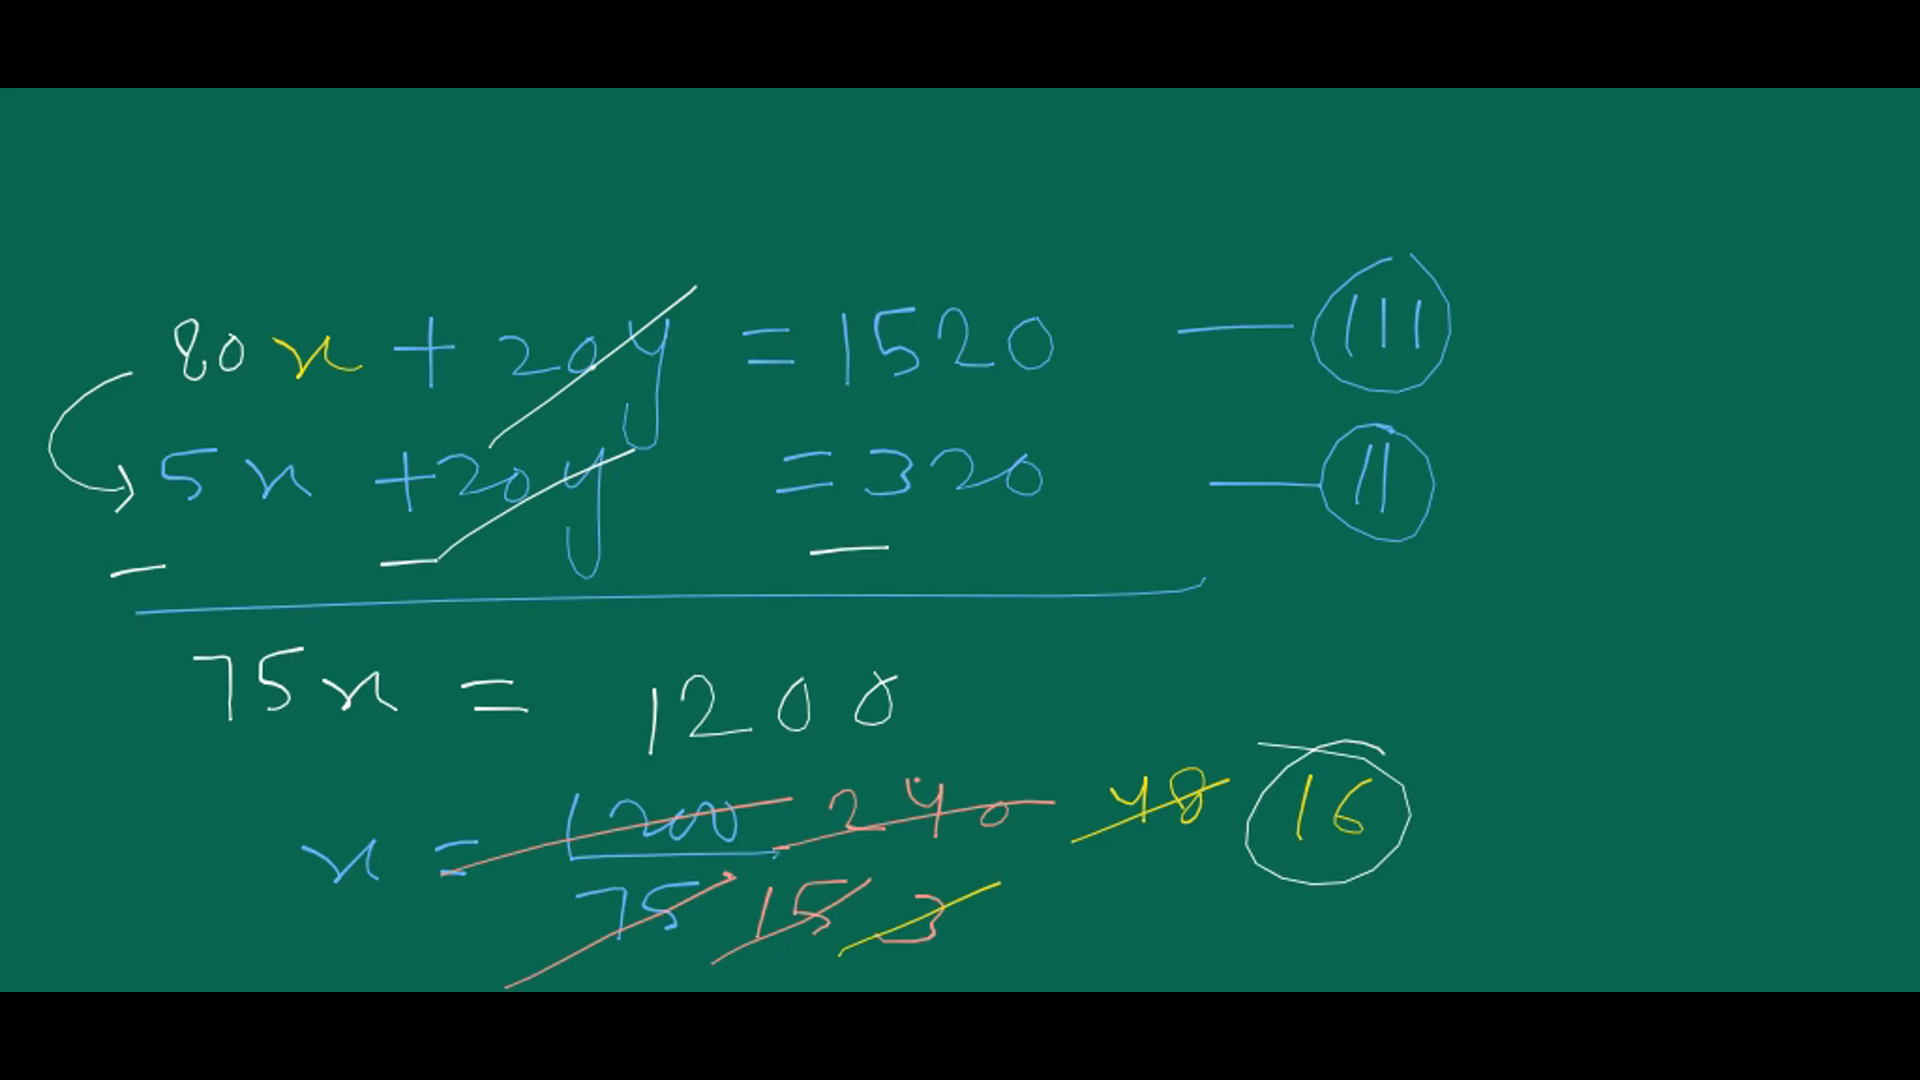 80x + 20y = 1520 — III
5x + 20y = 320 — II
— — —
75x = 1200
x = 1200 240 48 16
75 15 3